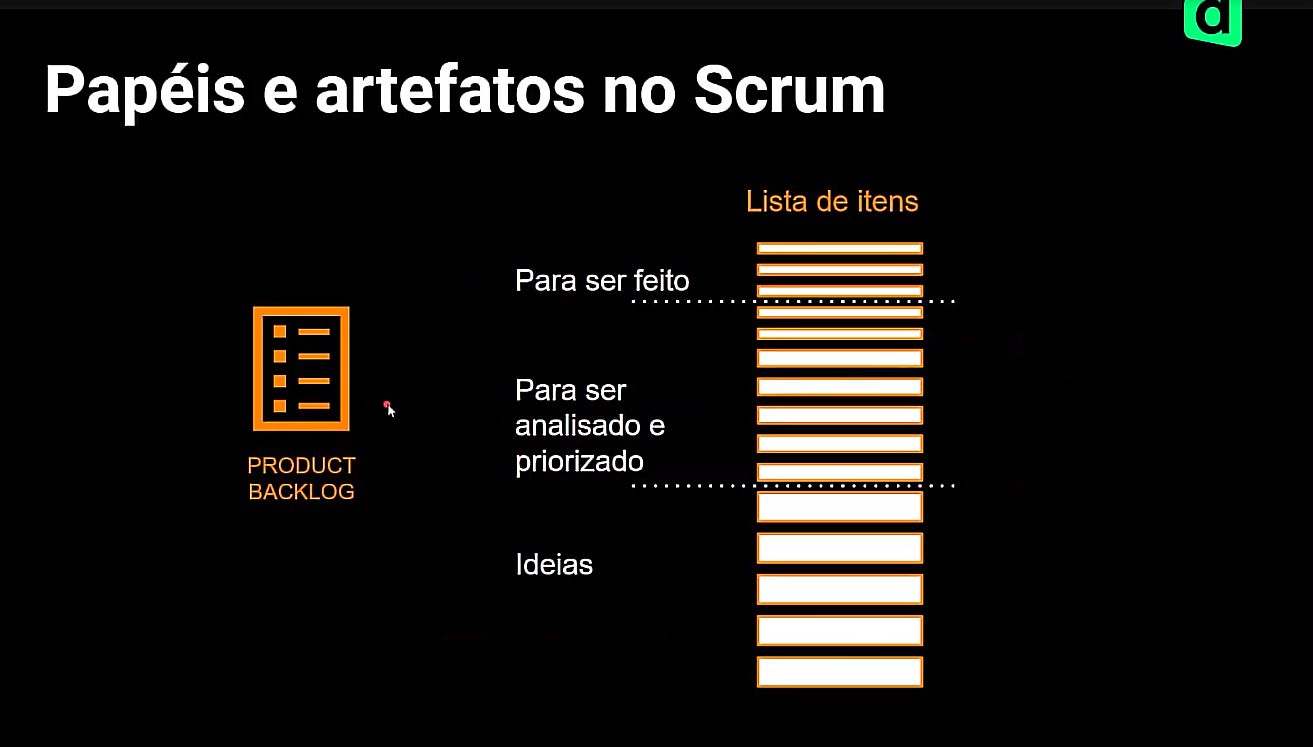 d
Papéis e artefatos no Scrum
Lista de itens
Para ser feito
Para ser
analisado e
priorizado
PRODUCT
BACKLOG
Ideias